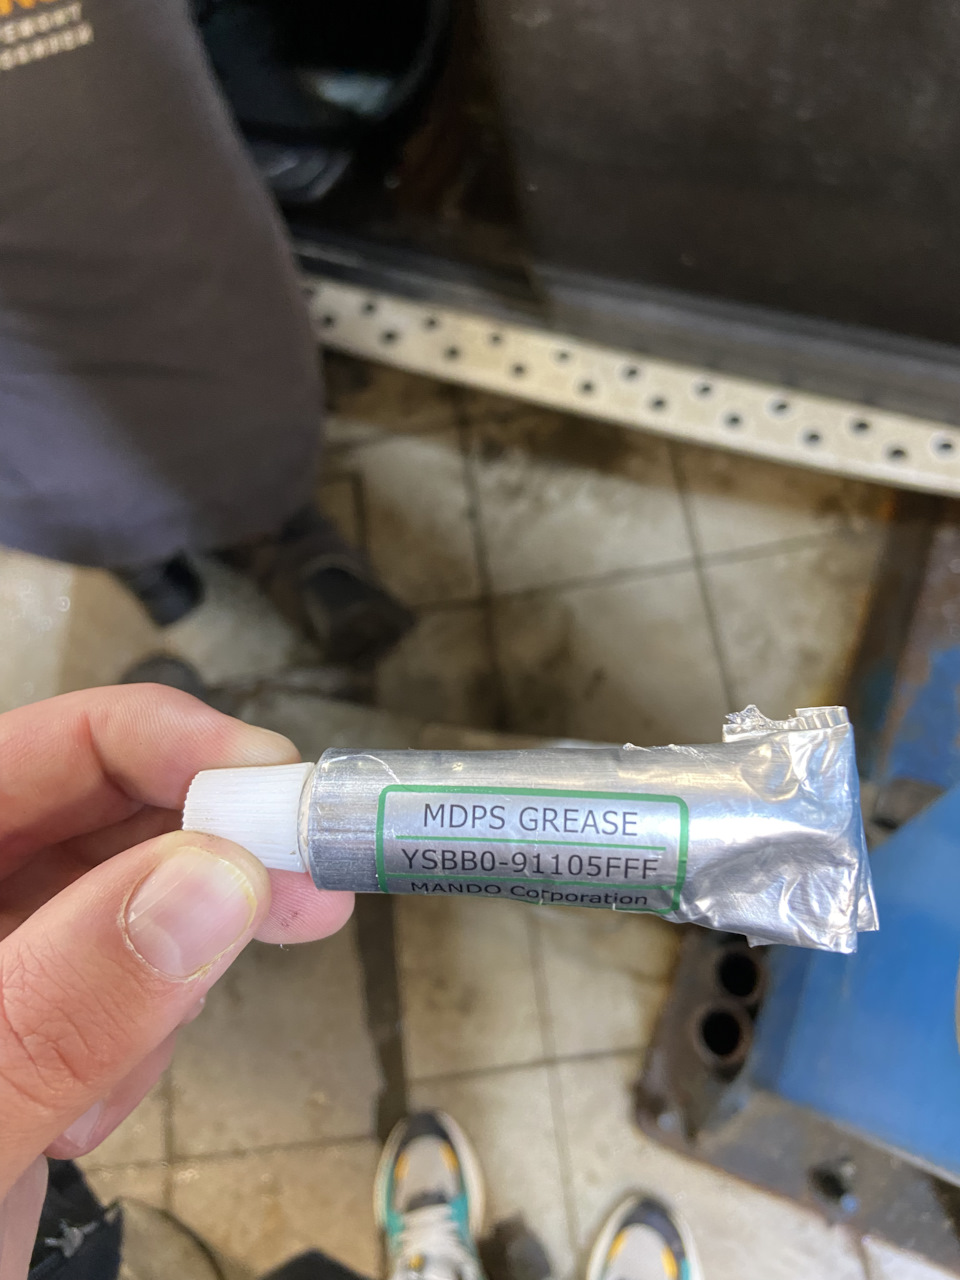 MDPS GREASE
YSBB0-91105FFF
MANDO Corporation